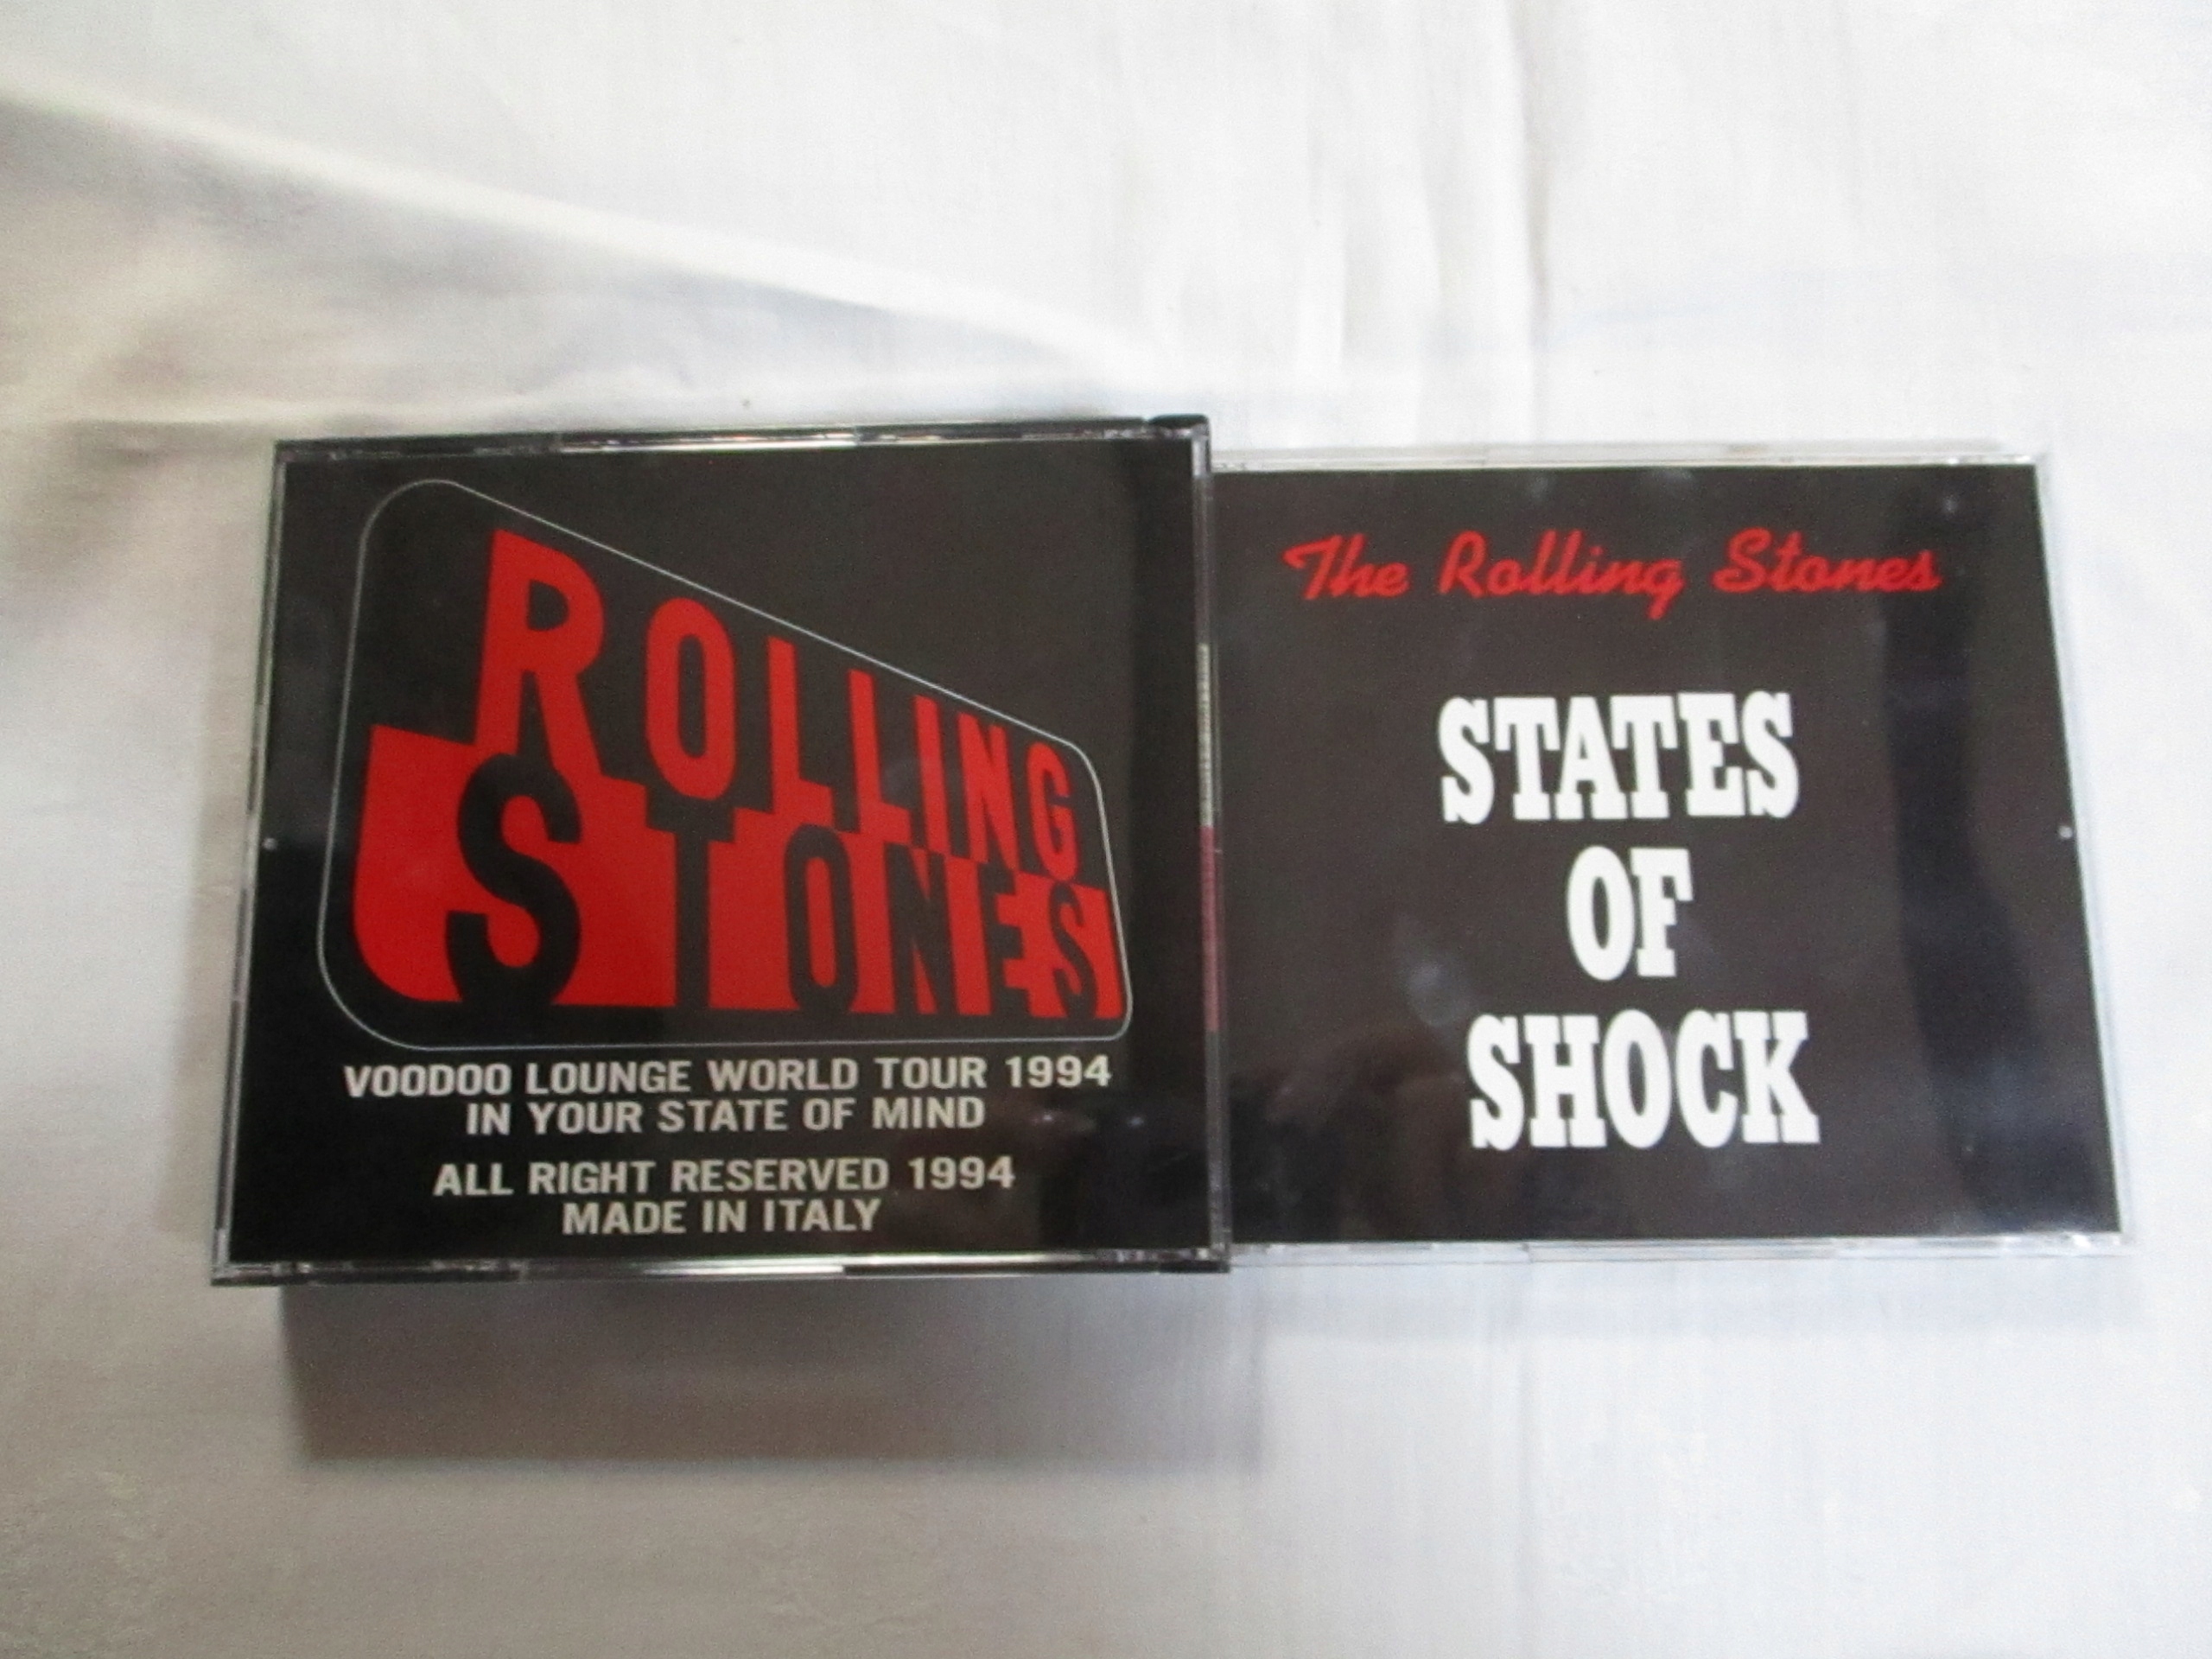 ROLLING
STONES
VOODOO LOUNGE WORLD TOUR 1994
IN YOUR STATE OF MIND
ALL RIGHT RESERVED 1994
MADE IN ITALY
The Rolling Stones
STATES
OF
SHOCK